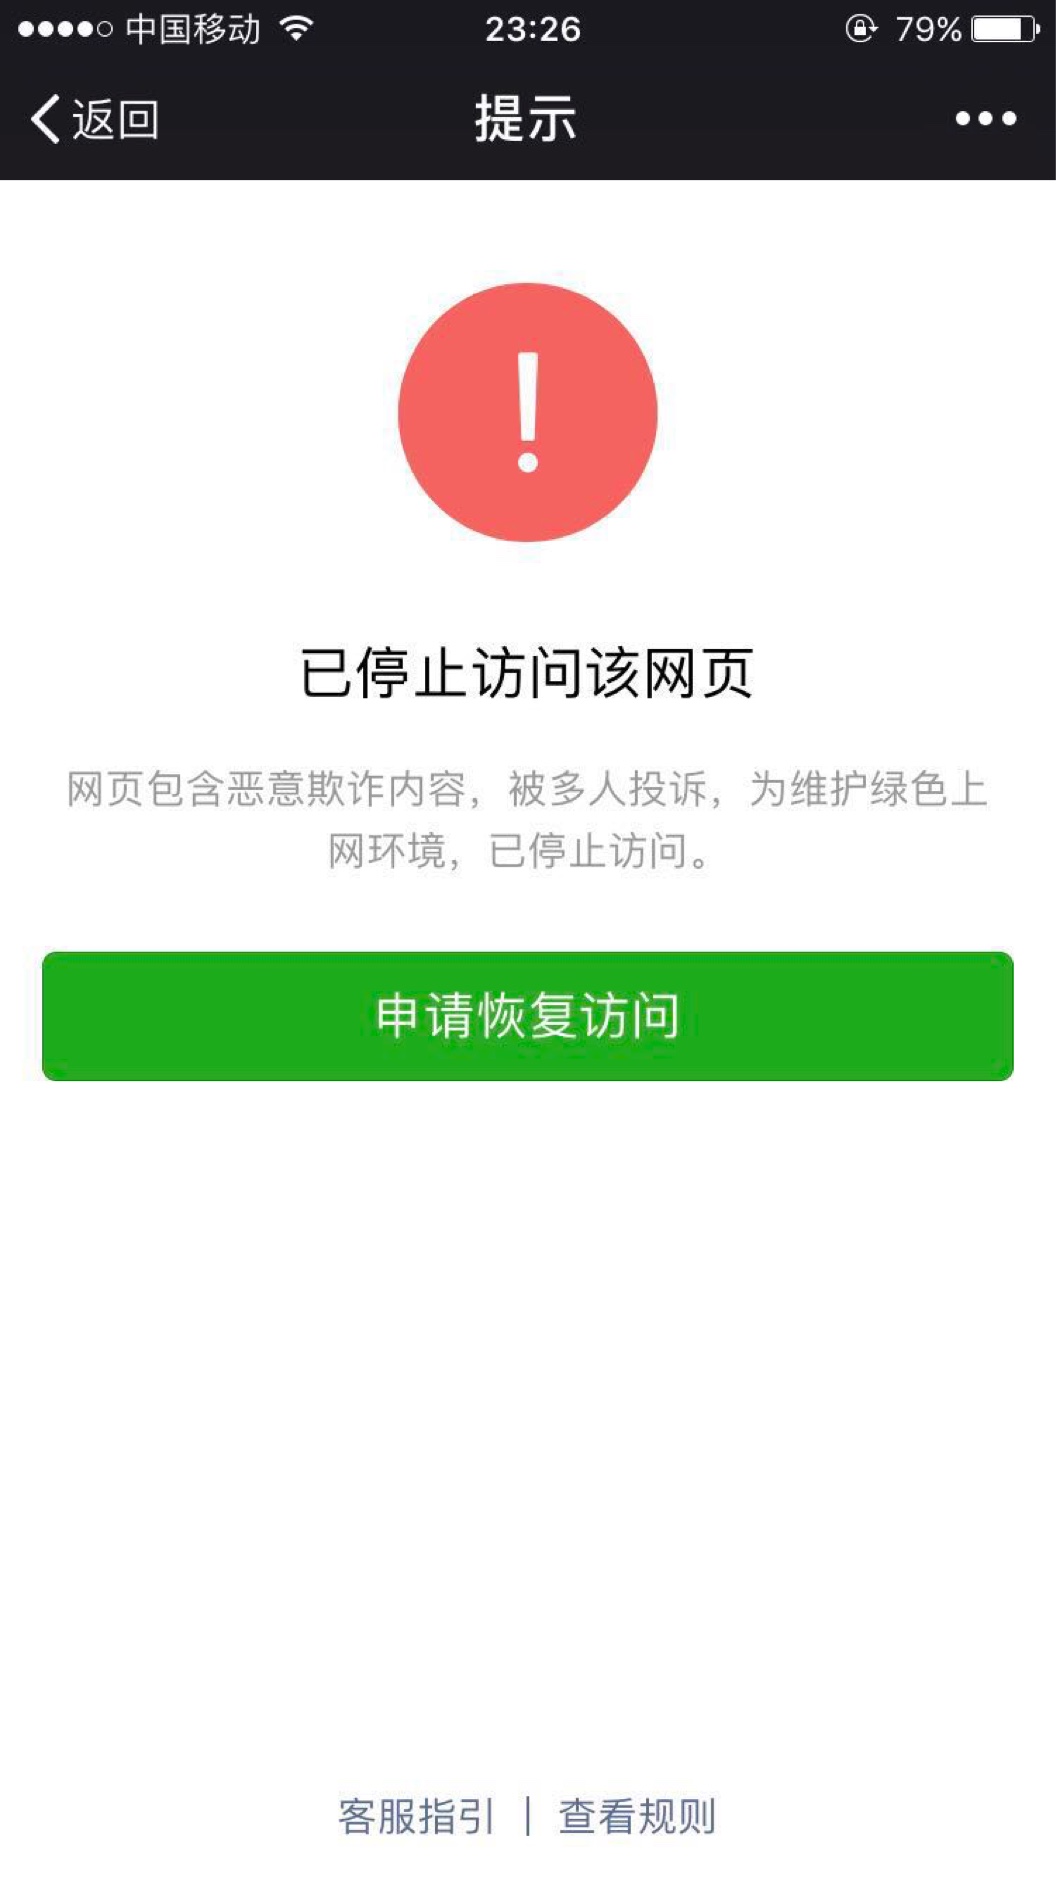 中国移动 23:26 79%
返回 提示
已停止访问该网页
网页包含恶意欺诈内容，被多人投诉，为维护绿色上
网环境，已停止访问。
申请恢复访问
客服指引 | 查看规则